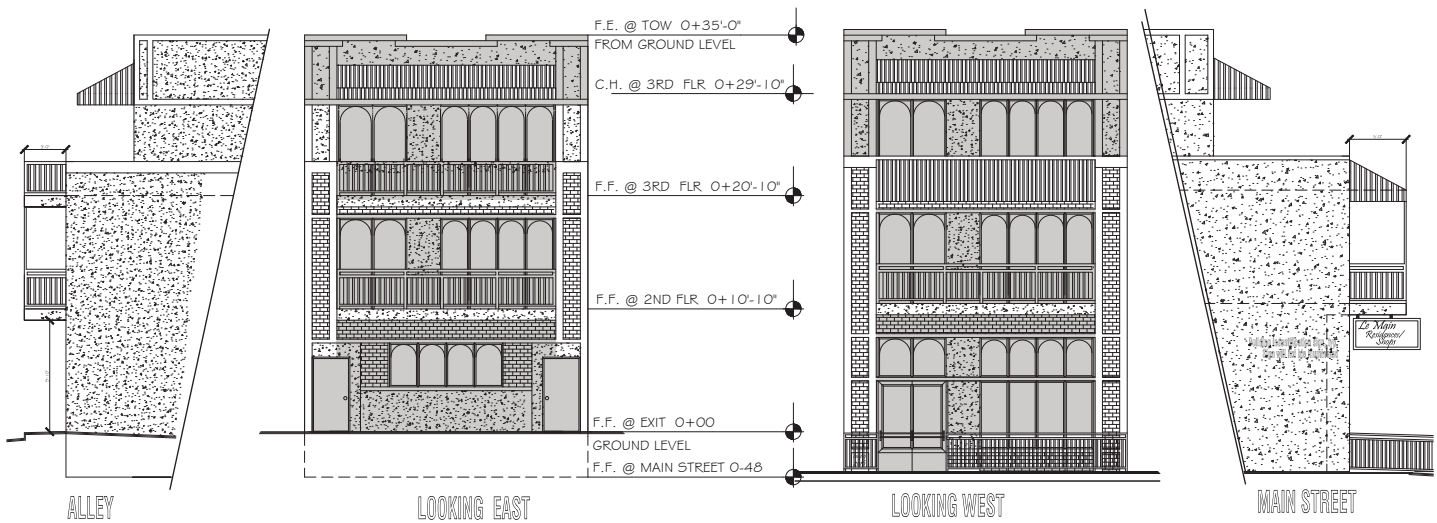 F.E. @ TOW 0+35'-0"
FROM GROUND LEVEL
C.H. @ 3RD FLR 0+29'-10"
F.F. @ 3RD FLR 0+20'-10"
F.F. @ 2ND FLR 0+10'-10"
F.F. @ EXIT 0+00
GROUND LEVEL
F.F. @ MAIN STREET 0-48
Le Main
Residences/
Shops
ALLEY
LOOKING EAST
LOOKING WEST
MAIN STREET